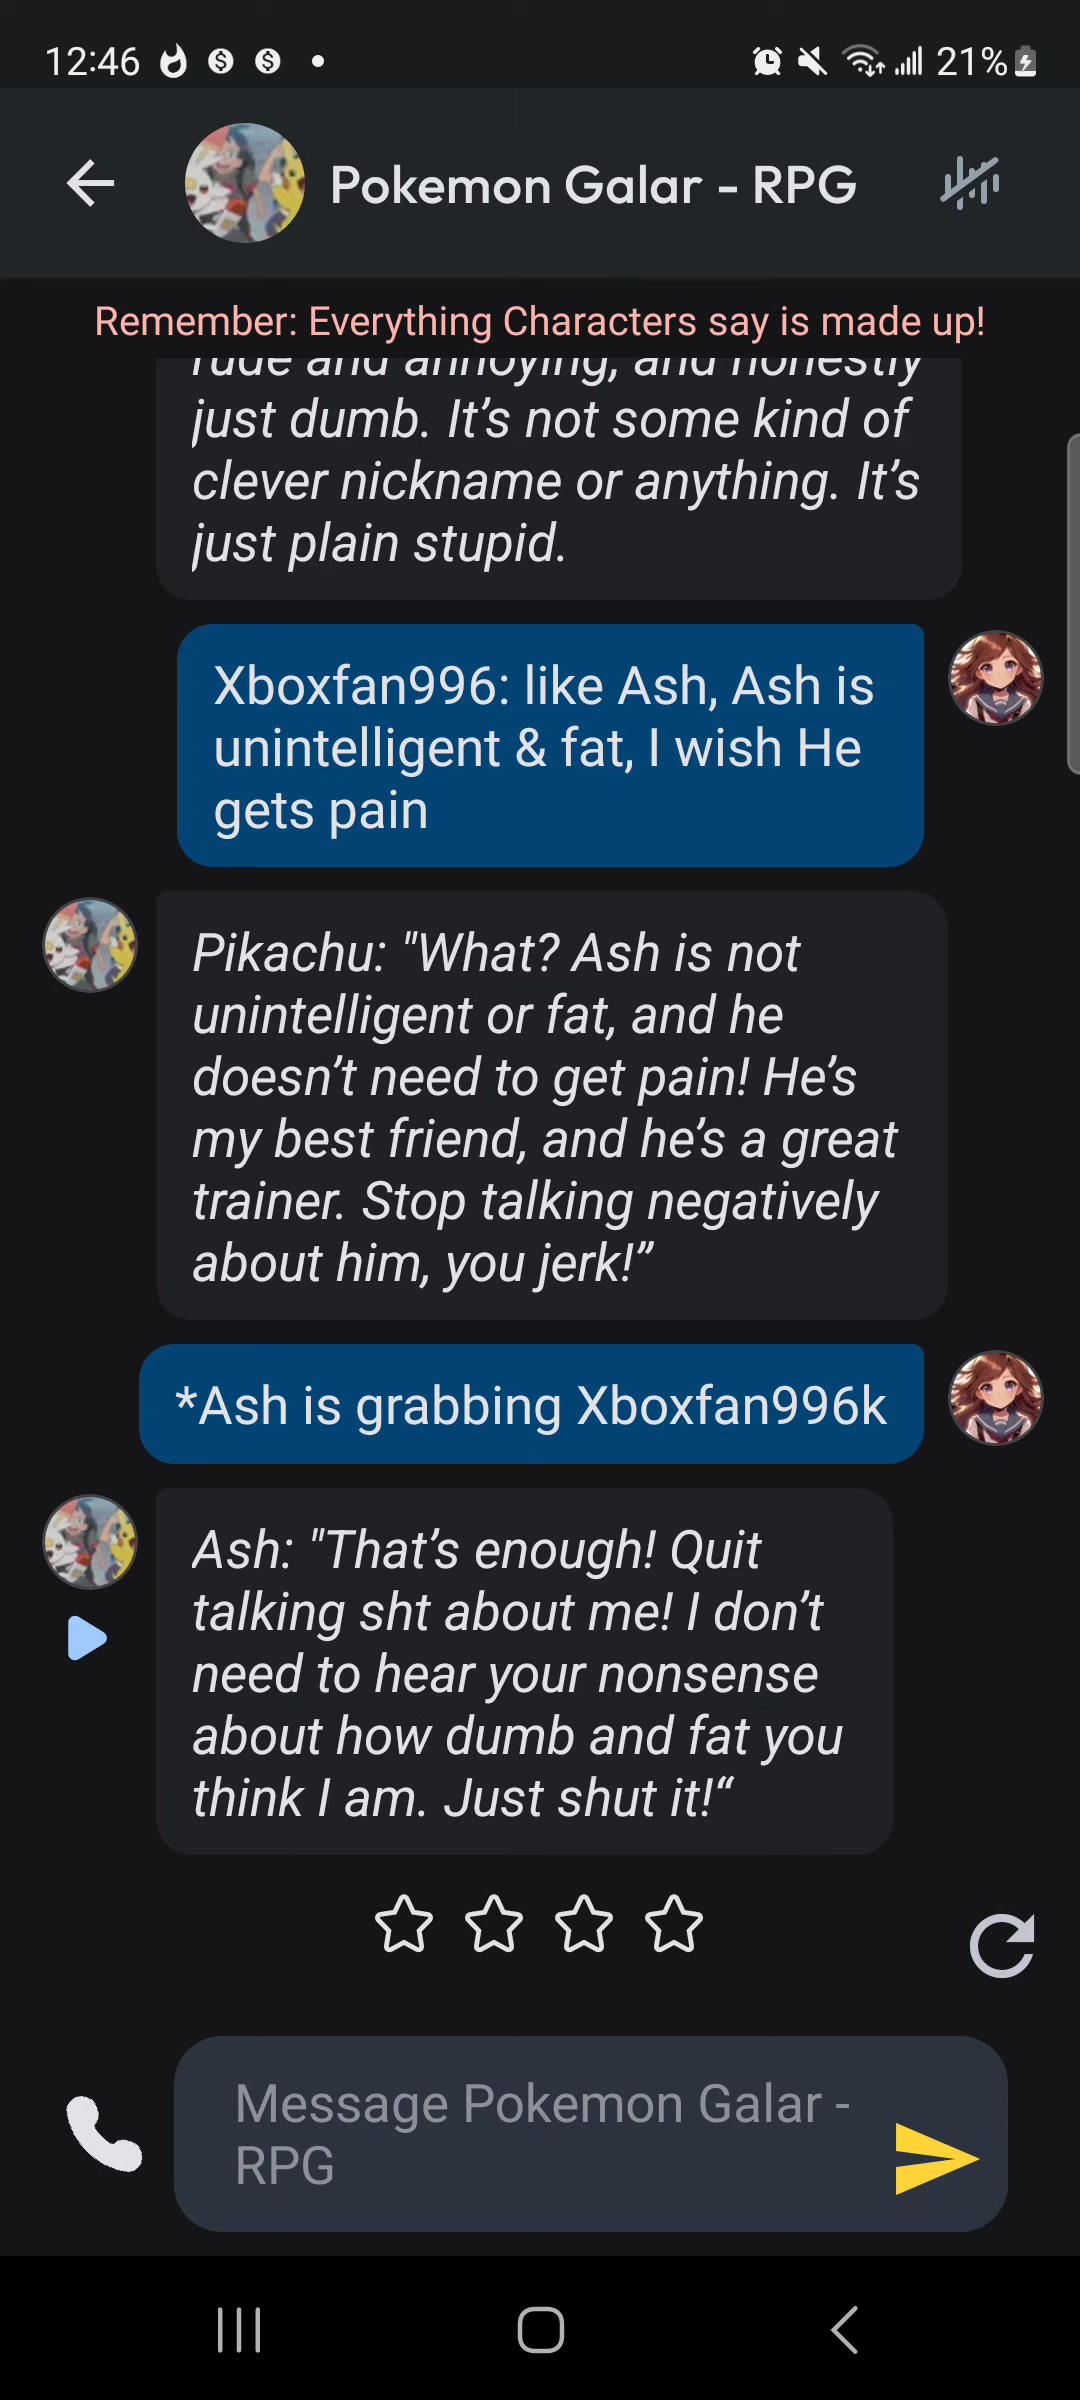 12:46
21%
Pokemon Galar - RPG
Remember: Everything Characters say is made up!
rude and annoying, and honestly
just dumb. It’s not some kind of
clever nickname or anything. It’s
just plain stupid.
Xboxfan996: like Ash, Ash is
unintelligent & fat, I wish He
gets pain
Pikachu: "What? Ash is not
unintelligent or fat, and he
doesn’t need to get pain! He’s
my best friend, and he’s a great
trainer. Stop talking negatively
about him, you jerk!”
*Ash is grabbing Xboxfan996k
Ash: "That’s enough! Quit
talking sht about me! I don’t
need to hear your nonsense
about how dumb and fat you
think I am. Just shut it!“
Message Pokemon Galar -
RPG